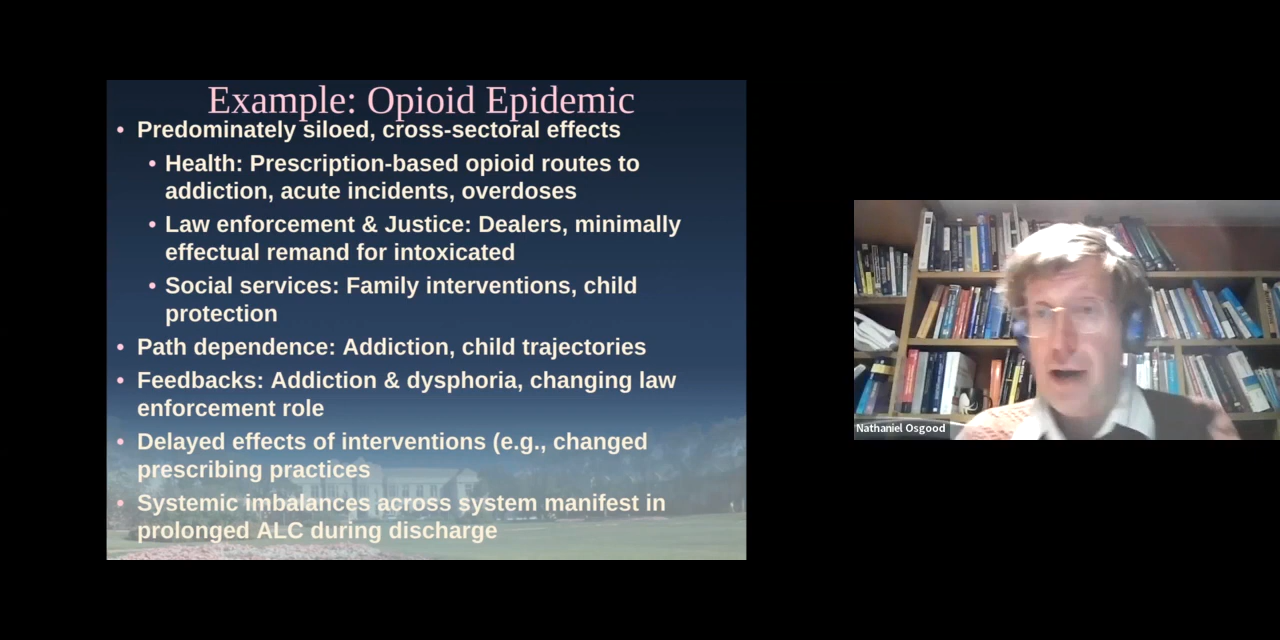 Example: Opioid Epidemic
• Predominately siloed, cross-sectoral effects
• Health: Prescription-based opioid routes to
addiction, acute incidents, overdoses
• Law enforcement & Justice: Dealers, minimally
effectual remand for intoxicated
• Social services: Family interventions, child
protection
• Path dependence: Addiction, child trajectories
• Feedbacks: Addiction & dysphoria, changing law
enforcement role
• Delayed effects of interventions (e.g., changed
prescribing practices
• Systemic imbalances across system manifest in
prolonged ALC during discharge
Nathaniel Osgood